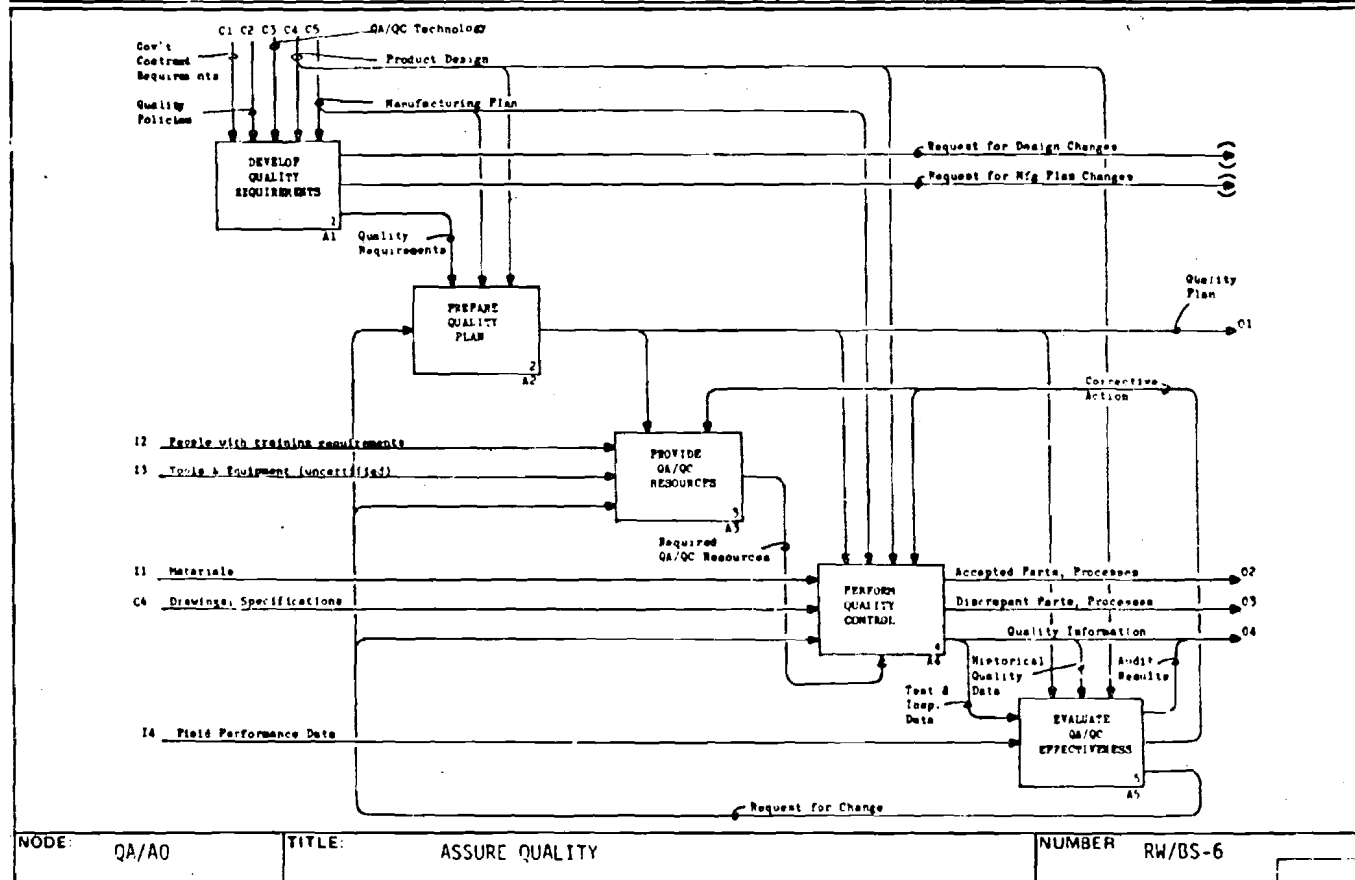 C1 C2 C3 C4 C5
QA/QC Technology
Gov't
Contract
Requirements
Product Design
Quality
Policies
Manufacturing Plan
DEVELOP
QUALITY
REQUIREMENTS
1
A1
Request for Design Changes
( )
Request for Mfg Plan Changes
( )
Quality
Requirements
PREPARE
QUALITY
PLAN
2
A2
Quality
Plan
O1
Corrective
Action
I2 People with training requirements
I3 Tools & Equipment (uncertified)
PROVIDE
QA/QC
RESOURCES
3
A3
Required
QA/QC Resources
I1 Materials
C6 Drawings, Specifications
PERFORM
QUALITY
CONTROL
4
A4
Accepted Parts, Processes
O2
Discrepant Parts, Processes
O3
Quality Information
O4
Historical
Quality
Data
Audit
Results
Test &
Insp.
Data
I4 Field Performance Data
EVALUATE
QA/QC
EFFECTIVENESS
5
A5
Request for Change
NODE: QA/A0
TITLE: ASSURE QUALITY
NUMBER RW/BS-6